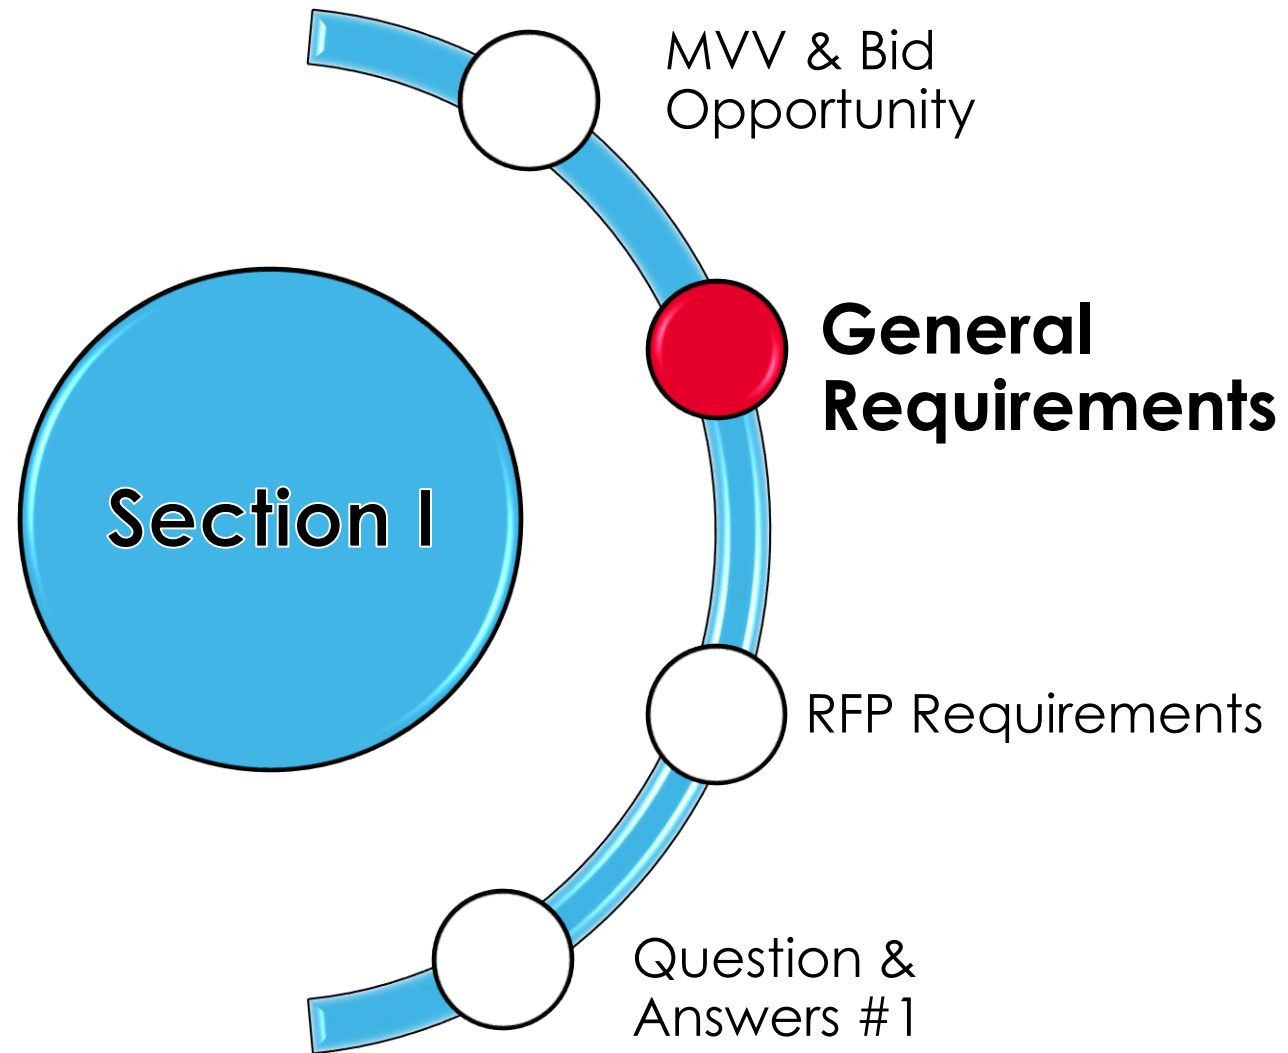 MVV & Bid
Opportunity
General
Requirements
Section I
RFP Requirements
Question &
Answers #1